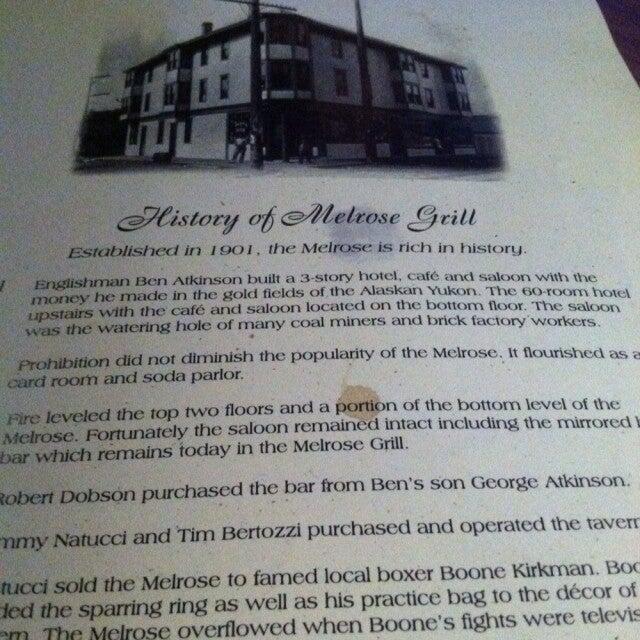 History of Melrose Grill
Established in 1901, the Melrose is rich in history.
Englishman Ben Atkinson built a 3-story hotel, café and saloon with the
money he made in the gold fields of the Alaskan Yukon. The 60-room hotel
upstairs with the café and saloon located on the bottom floor. The saloon
was the watering hole of many coal miners and brick factory workers.
Prohibition did not diminish the popularity of the Melrose. It flourished as a
card room and soda parlor.
Fire leveled the top two floors and a portion of the bottom level of the
Melrose. Fortunately the saloon remained intact including the mirrored
bar which remains today in the Melrose Grill.
Robert Dobson purchased the bar from Ben's son George Atkinson.
mmy Natucci and Tim Bertozzi purchased and operated the tavern
tucci sold the Melrose to famed local boxer Boone Kirkman. Boo
ded the sparring ring as well as his practice bag to the décor of
ern. The Melrose overflowed when Boone's fights were televis